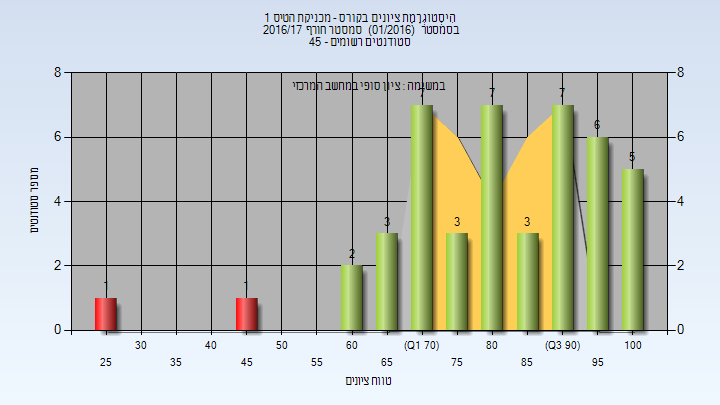 היסטוגרמת ציונים בקורס - מכניקת הטיס 1
בסמסטר (01/2016) סמסטר חורף 2016/17
סטודנטים רשומים - 45
במשימה : ציון סופי במחשב המרכזי
מספר סטודנטים
8 8
6 6
4 4
2 2
0 0
1 1 2 3 7 3 7 3 7 6 5
30 40 50 60 (Q1 70) 80 (Q3 90) 100
25 35 45 55 65 75 85 95
טווח ציונים